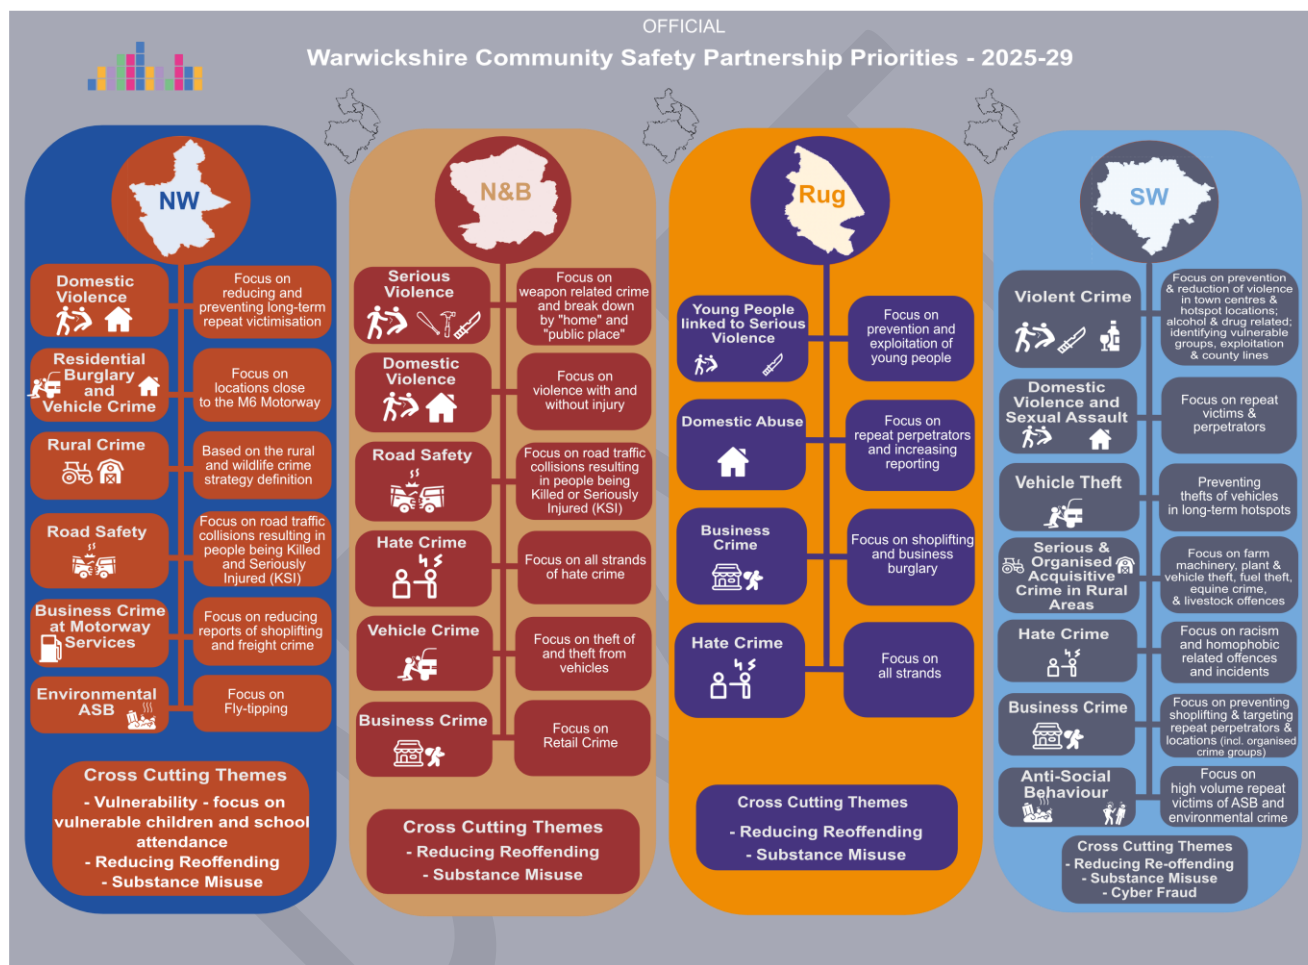 OFFICIAL
Warwickshire Community Safety Partnership Priorities - 2025-29
NW
Domestic
Violence
Focus on
reducing and
preventing long-term
repeat victimisation
Residential
Burglary
and
Vehicle Crime
Focus on
locations close
to the M6 Motorway
Rural Crime
Based on the rural
and wildlife crime
strategy definition
Road Safety
Focus on road traffic
collisions resulting in
people being Killed
and Seriously
Injured (KSI)
Business Crime
at Motorway
Services
Focus on reducing
reports of shoplifting
and freight crime
Environmental
ASB
Focus on
Fly-tipping
Cross Cutting Themes
- Vulnerability - focus on
vulnerable children and school
attendance
- Reducing Reoffending
- Substance Misuse
N&B
Serious
Violence
Focus on
weapon related crime
and break down
by "home" and
"public place"
Domestic
Violence
Focus on
violence with and
without injury
Road Safety
Focus on road traffic
collisions resulting
in people being
Killed or Seriously
Injured (KSI)
Hate Crime
Focus on all strands
of hate crime
Vehicle Crime
Focus on theft of
and theft from
vehicles
Business Crime
Focus on
Retail Crime
Cross Cutting Themes
- Reducing Reoffending
- Substance Misuse
Rug
Young People
linked to Serious
Violence
Focus on
prevention and
exploitation of
young people
Domestic Abuse
Focus on
repeat perpetrators
and increasing
reporting
Business
Crime
Focus on shoplifting
and business
burglary
Hate Crime
Focus on
all strands
Cross Cutting Themes
- Reducing Reoffending
- Substance Misuse
SW
Violent Crime
Focus on prevention
& reduction of violence
in town centres &
hotspot locations;
alcohol & drug related;
identifying vulnerable
groups, exploitation
& county lines
Domestic
Violence and
Sexual Assault
Focus on repeat
victims &
perpetrators
Vehicle Theft
Preventing
thefts of vehicles
in long-term hotspots
Serious &
Organised
Acquisitive
Crime in Rural
Areas
Focus on farm
machinery, plant &
vehicle theft, fuel theft,
equine crime,
& livestock offences
Hate Crime
Focus on racism
and homophobic
related offences
and incidents
Business Crime
Focus on preventing
shoplifting & targeting
repeat perpetrators &
locations (incl. organised
crime groups)
Anti-Social
Behaviour
Focus on
high volume repeat
victims of ASB and
environmental crime
Cross Cutting Themes
- Reducing Re-offending
- Substance Misuse
- Cyber Fraud